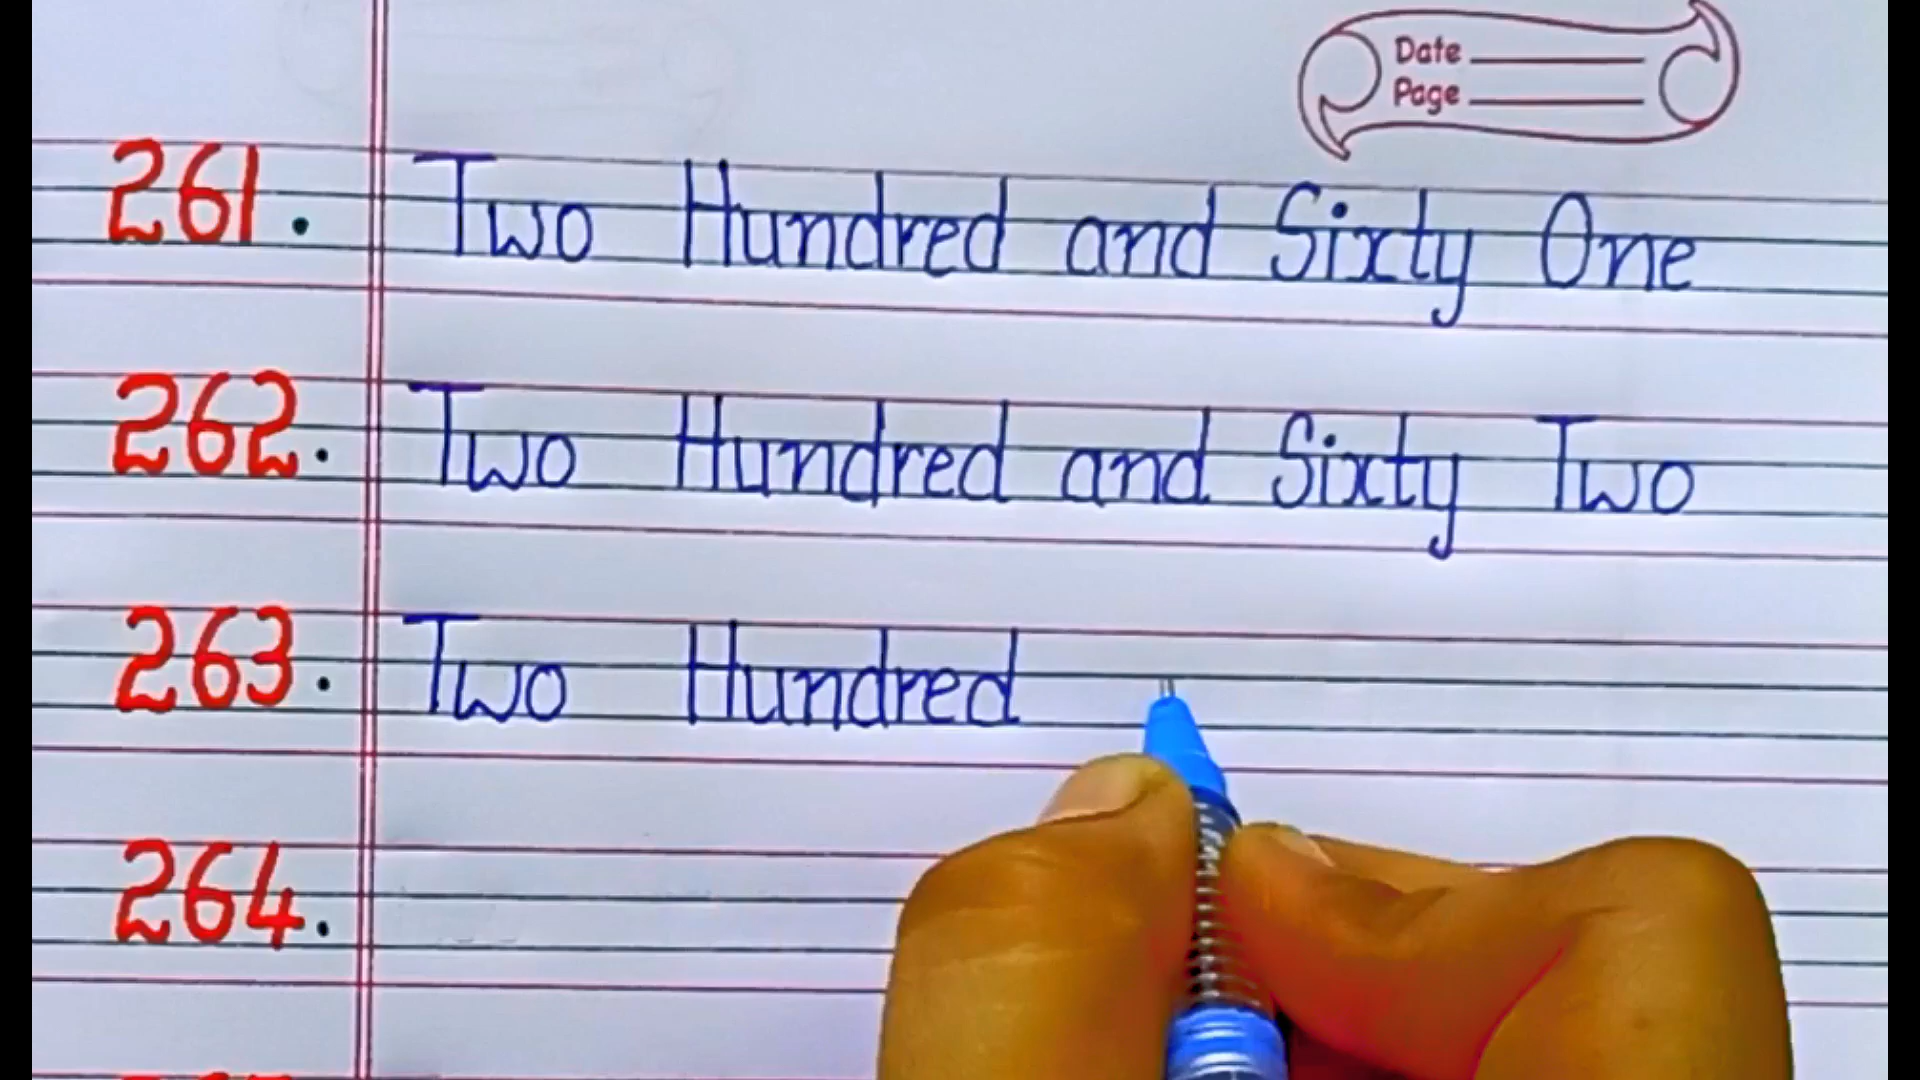 Date
Page
261. Two Hundred and Sixty One
262. Two Hundred and Sixty Two
263. Two Hundred
264.